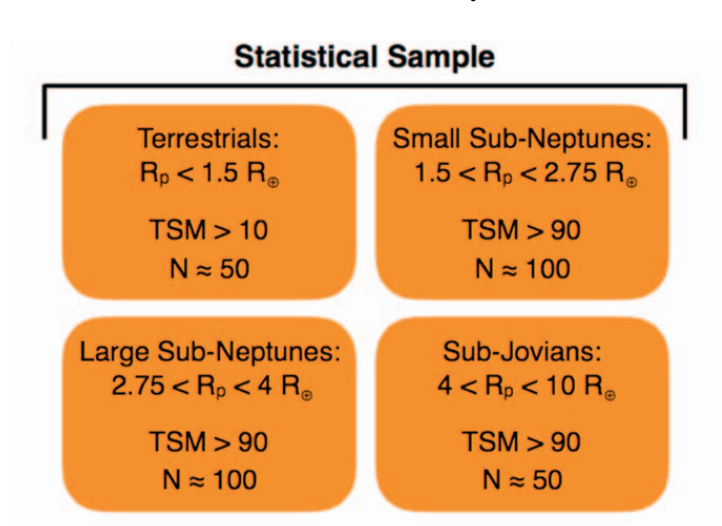 Statistical Sample
Terrestrials:
Rₚ < 1.5 R⊕
TSM > 10
N ≈ 50
Small Sub-Neptunes:
1.5 < Rₚ < 2.75 R⊕
TSM > 90
N ≈ 100
Large Sub-Neptunes:
2.75 < Rₚ < 4 R⊕
TSM > 90
N ≈ 100
Sub-Jovians:
4 < Rₚ < 10 R⊕
TSM > 90
N ≈ 50